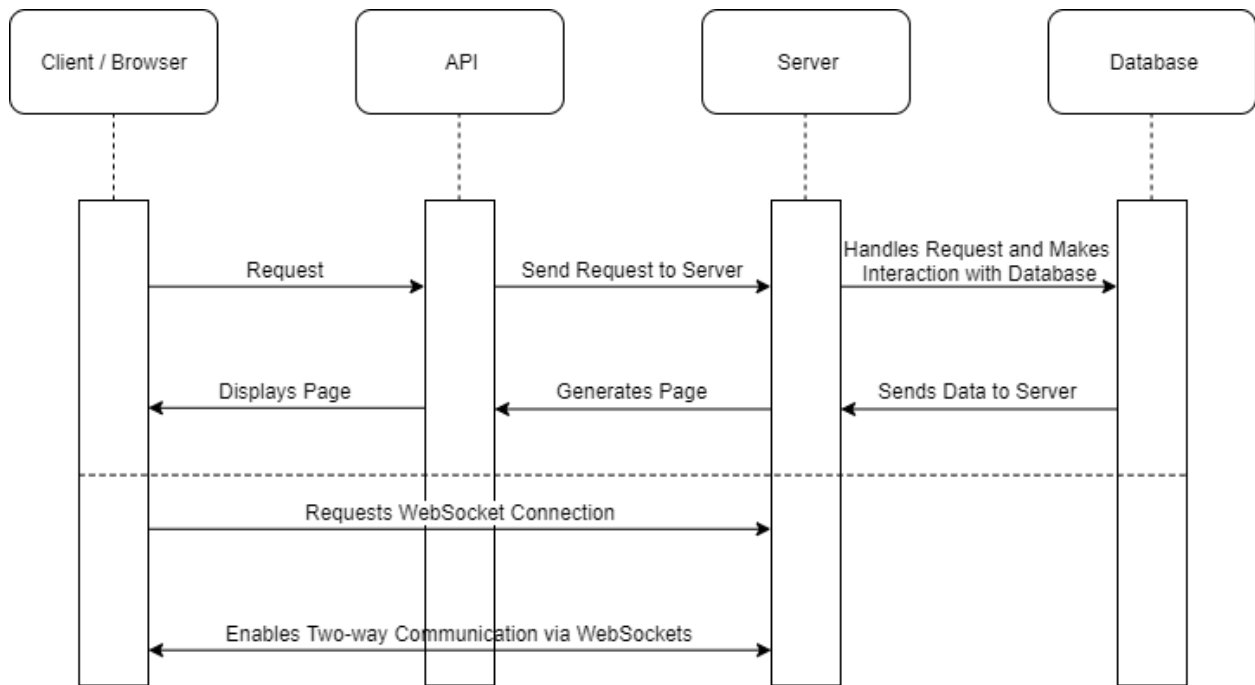 Client / Browser
API
Server
Database
Request
Send Request to Server
Handles Request and Makes
Interaction with Database
Displays Page
Generates Page
Sends Data to Server
Requests WebSocket Connection
Enables Two-way Communication via WebSockets